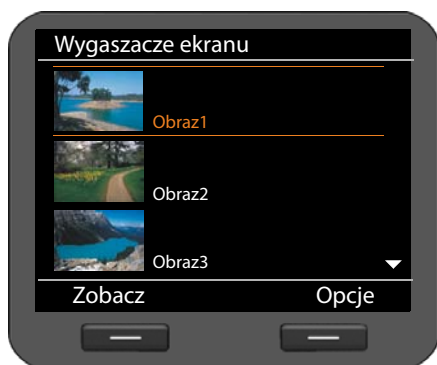 Wygaszacze ekranu
Obraz1
Obraz2
Obraz3
Zobacz Opcje